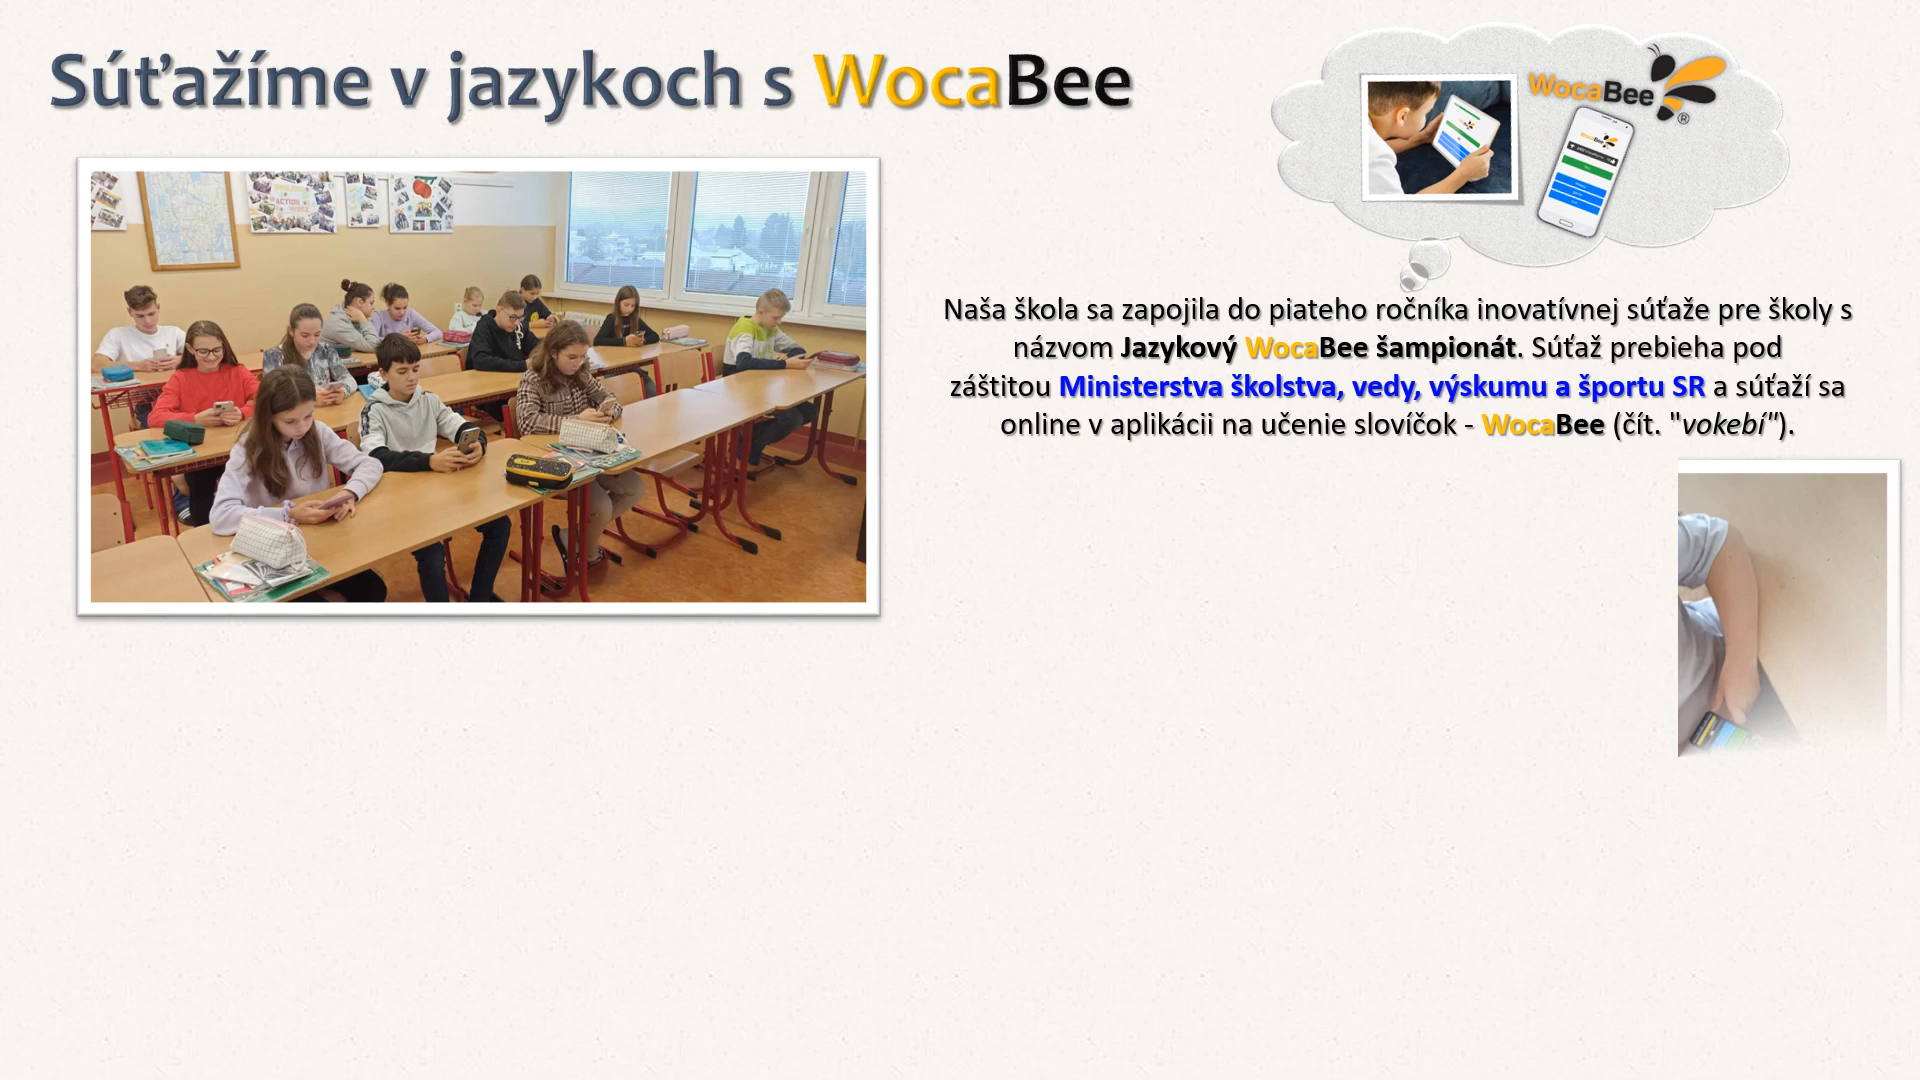 Súťažíme v jazykoch s WocaBee
WocaBee
®
ACTION
Naša škola sa zapojila do piateho ročníka inovatívnej súťaže pre školy s
názvom Jazykový WocaBee šampionát. Súťaž prebieha pod
záštitou Ministerstva školstva, vedy, výskumu a športu SR a súťaží sa
online v aplikácii na učenie slovíčok - WocaBee (čít. "vokebí").